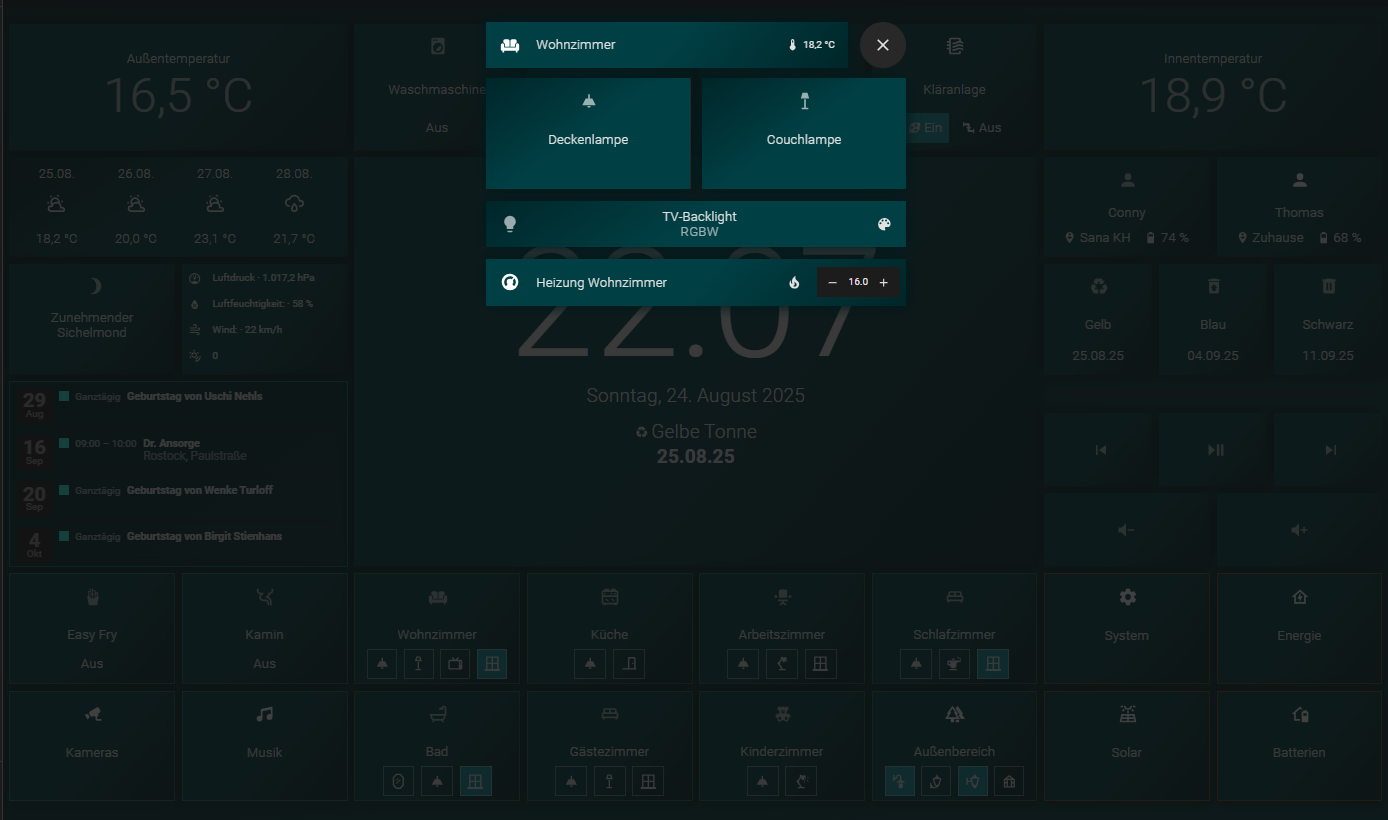 Wohnzimmer
18,2 °C
Deckenlampe
Couchlampe
TV-Backlight
RGBW
Heizung Wohnzimmer
− 16.0 +
Außentemperatur
16,5 °C
Waschmaschine
Aus
Kläranlage
Ein Aus
Innentemperatur
18,9 °C
25.08. 26.08. 27.08. 28.08.
18,2 °C 20,0 °C 23,1 °C 21,7 °C
Zunehmender
Sichelmond
Luftdruck · 1.017,2 hPa
Luftfeuchtigkeit: · 58 %
Wind: · 22 km/h
0
29
Aug
Ganztägig Geburtstag von Uschi Nehls
16
Sep
09:00 – 10:00 Dr. Ansorge
Rostock, Paulstraße
20
Sep
Ganztägig Geburtstag von Wenke Turloff
4
Okt
Ganztägig Geburtstag von Birgit Stienhans
22:07
Sonntag, 24. August 2025
Gelbe Tonne
25.08.25
Conny
Sana KH 74 %
Thomas
Zuhause 68 %
Gelb
25.08.25
Blau
04.09.25
Schwarz
11.09.25
Easy Fry
Aus
Kamin
Aus
Wohnzimmer
Küche
Arbeitszimmer
Schlafzimmer
System
Energie
Kameras
Musik
Bad
Gästezimmer
Kinderzimmer
Außenbereich
Solar
Batterien